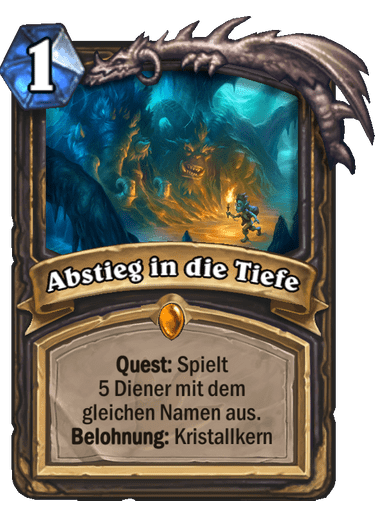 1
Abstieg in die Tiefe
Quest: Spielt
5 Diener mit dem
gleichen Namen aus.
Belohnung: Kristallkern